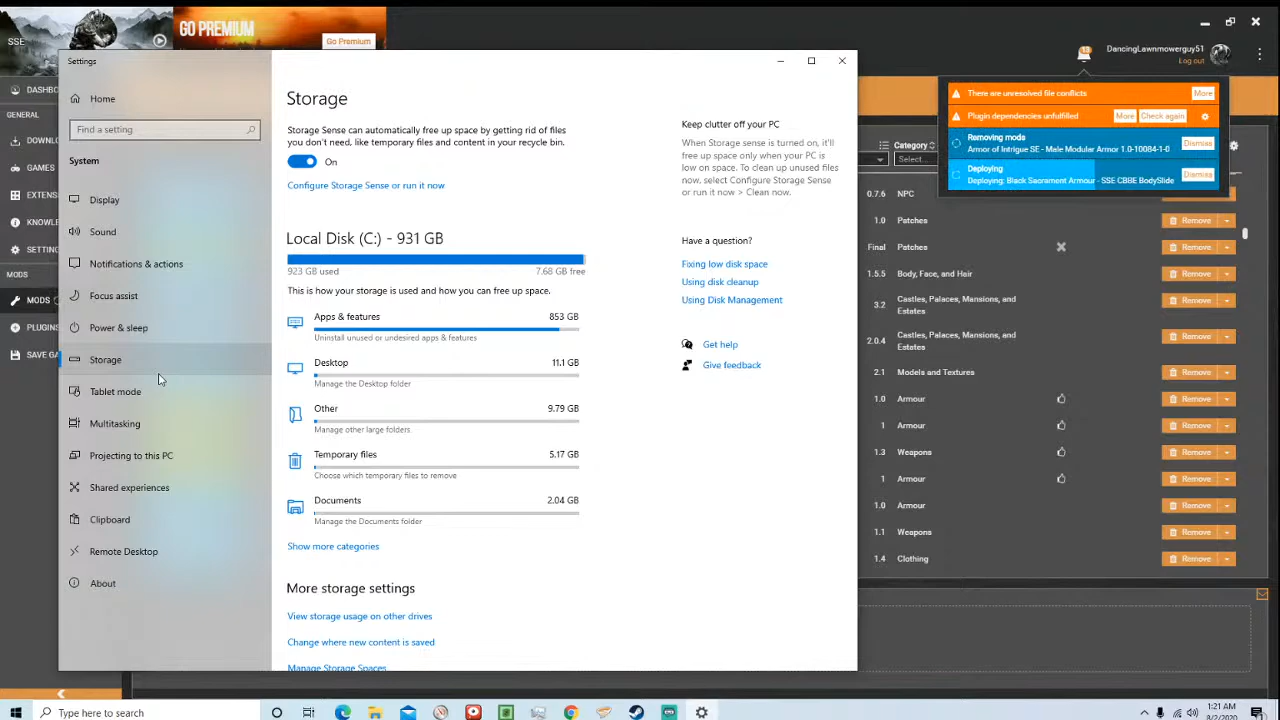 SSE
GO PREMIUM
Go Premium
DancingLawnmowerguy51
Log out
Settings
Home
Find a setting
System
Display
Sound
Notifications & actions
Focus assist
Power & sleep
Storage
Tablet mode
Multitasking
Projecting to this PC
Shared experiences
Clipboard
Remote Desktop
About
DASHBO
GENERAL
DOWNL
GAMES
EXTENS
KNOWLE
SETTING
MODS
MODS
PLUGINS
SAVE GA
Storage
Storage Sense can automatically free up space by getting rid of files
you don't need, like temporary files and content in your recycle bin.
On
Configure Storage Sense or run it now
Local Disk (C:) - 931 GB
923 GB used 7.68 GB free
This is how your storage is used and how you can free up space.
Apps & features 853 GB
Uninstall unused or undesired apps & features
Desktop 11.1 GB
Manage the Desktop folder
Other 9.79 GB
Manage other large folders
Temporary files 5.17 GB
Choose which temporary files to remove
Documents 2.04 GB
Manage the Documents folder
Show more categories
More storage settings
View storage usage on other drives
Change where new content is saved
Manage Storage Spaces
Keep clutter off your PC
When Storage sense is turned on, it'll
free up space only when your PC is
low on space. To clean up unused files
now, select Configure Storage Sense
or run it now > Clean now.
Have a question?
Fixing low disk space
Using disk cleanup
Using Disk Management
Get help
Give feedback
There are unresolved file conflicts More
Plugin dependencies unfulfilled More Check again
Removing mods
Armor of Intrigue SE - Male Modular Armor 1.0-10084-1-0 Dismiss
Deploying
Deploying: Black Sacrament Armour - SSE CBBE BodySlide Dismiss
Category
Select...
0.7.6 NPC
1.0 Patches Remove
Final Patches Remove
1.5.5 Body, Face, and Hair Remove
3.2 Castles, Palaces, Mansions, and
Estates Remove
2.0.4 Castles, Palaces, Mansions, and
Estates Remove
2.1 Models and Textures Remove
1.0 Armour Remove
1 Armour Remove
1.3 Weapons Remove
1 Armour Remove
1.0 Armour Remove
1.1 Weapons Remove
1.4 Clothing Remove
Type here to search
1:21 AM
8/2/2020